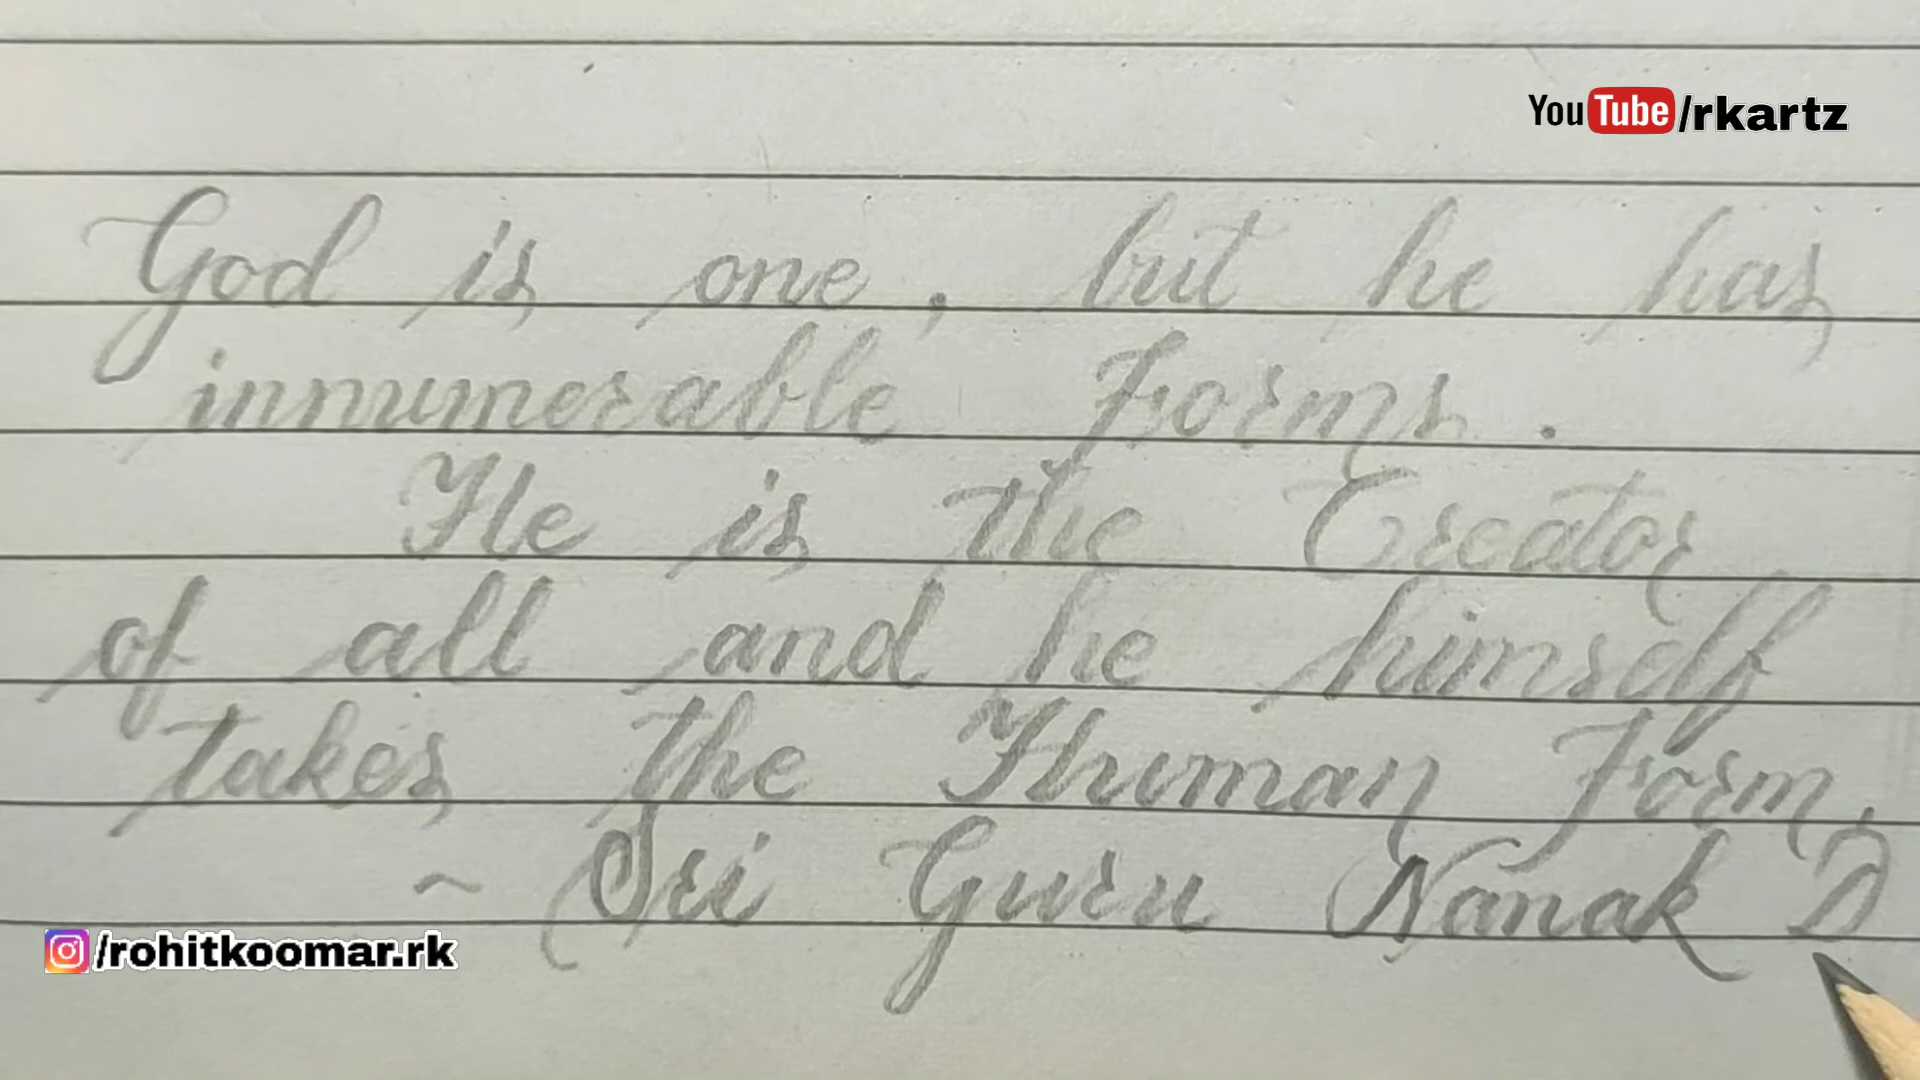 YouTube/rkartz
God is one, but he has
innumerable Forms.
He is the Creator
of all and he himself
takes the Human Form,
~ Sri Guru Nanak D
/rohitkoomar.rk